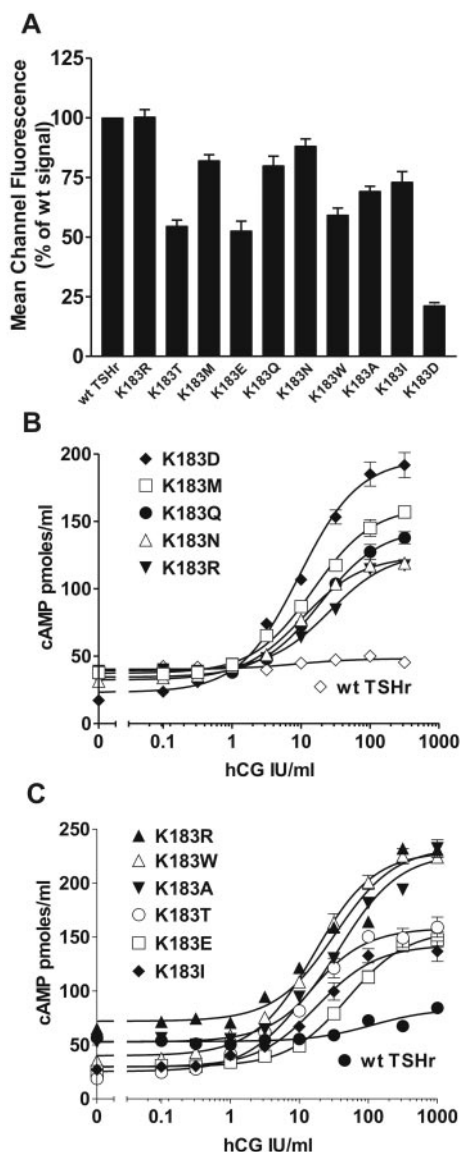 A
Mean Channel Fluorescence
(% of wt signal)
125
100
75
50
25
0
wt TSHr
K183R
K183T
K183M
K183E
K183Q
K183N
K183W
K183A
K183I
K183D
B
cAMP pmoles/ml
200
150
100
50
0
K183D
K183M
K183Q
K183N
K183R
wt TSHr
0 0.1 1 10 100 1000
hCG IU/ml
C
cAMP pmoles/ml
250
200
150
100
50
0
K183R
K183W
K183A
K183T
K183E
K183I
wt TSHr
0 0.1 1 10 100 1000
hCG IU/ml